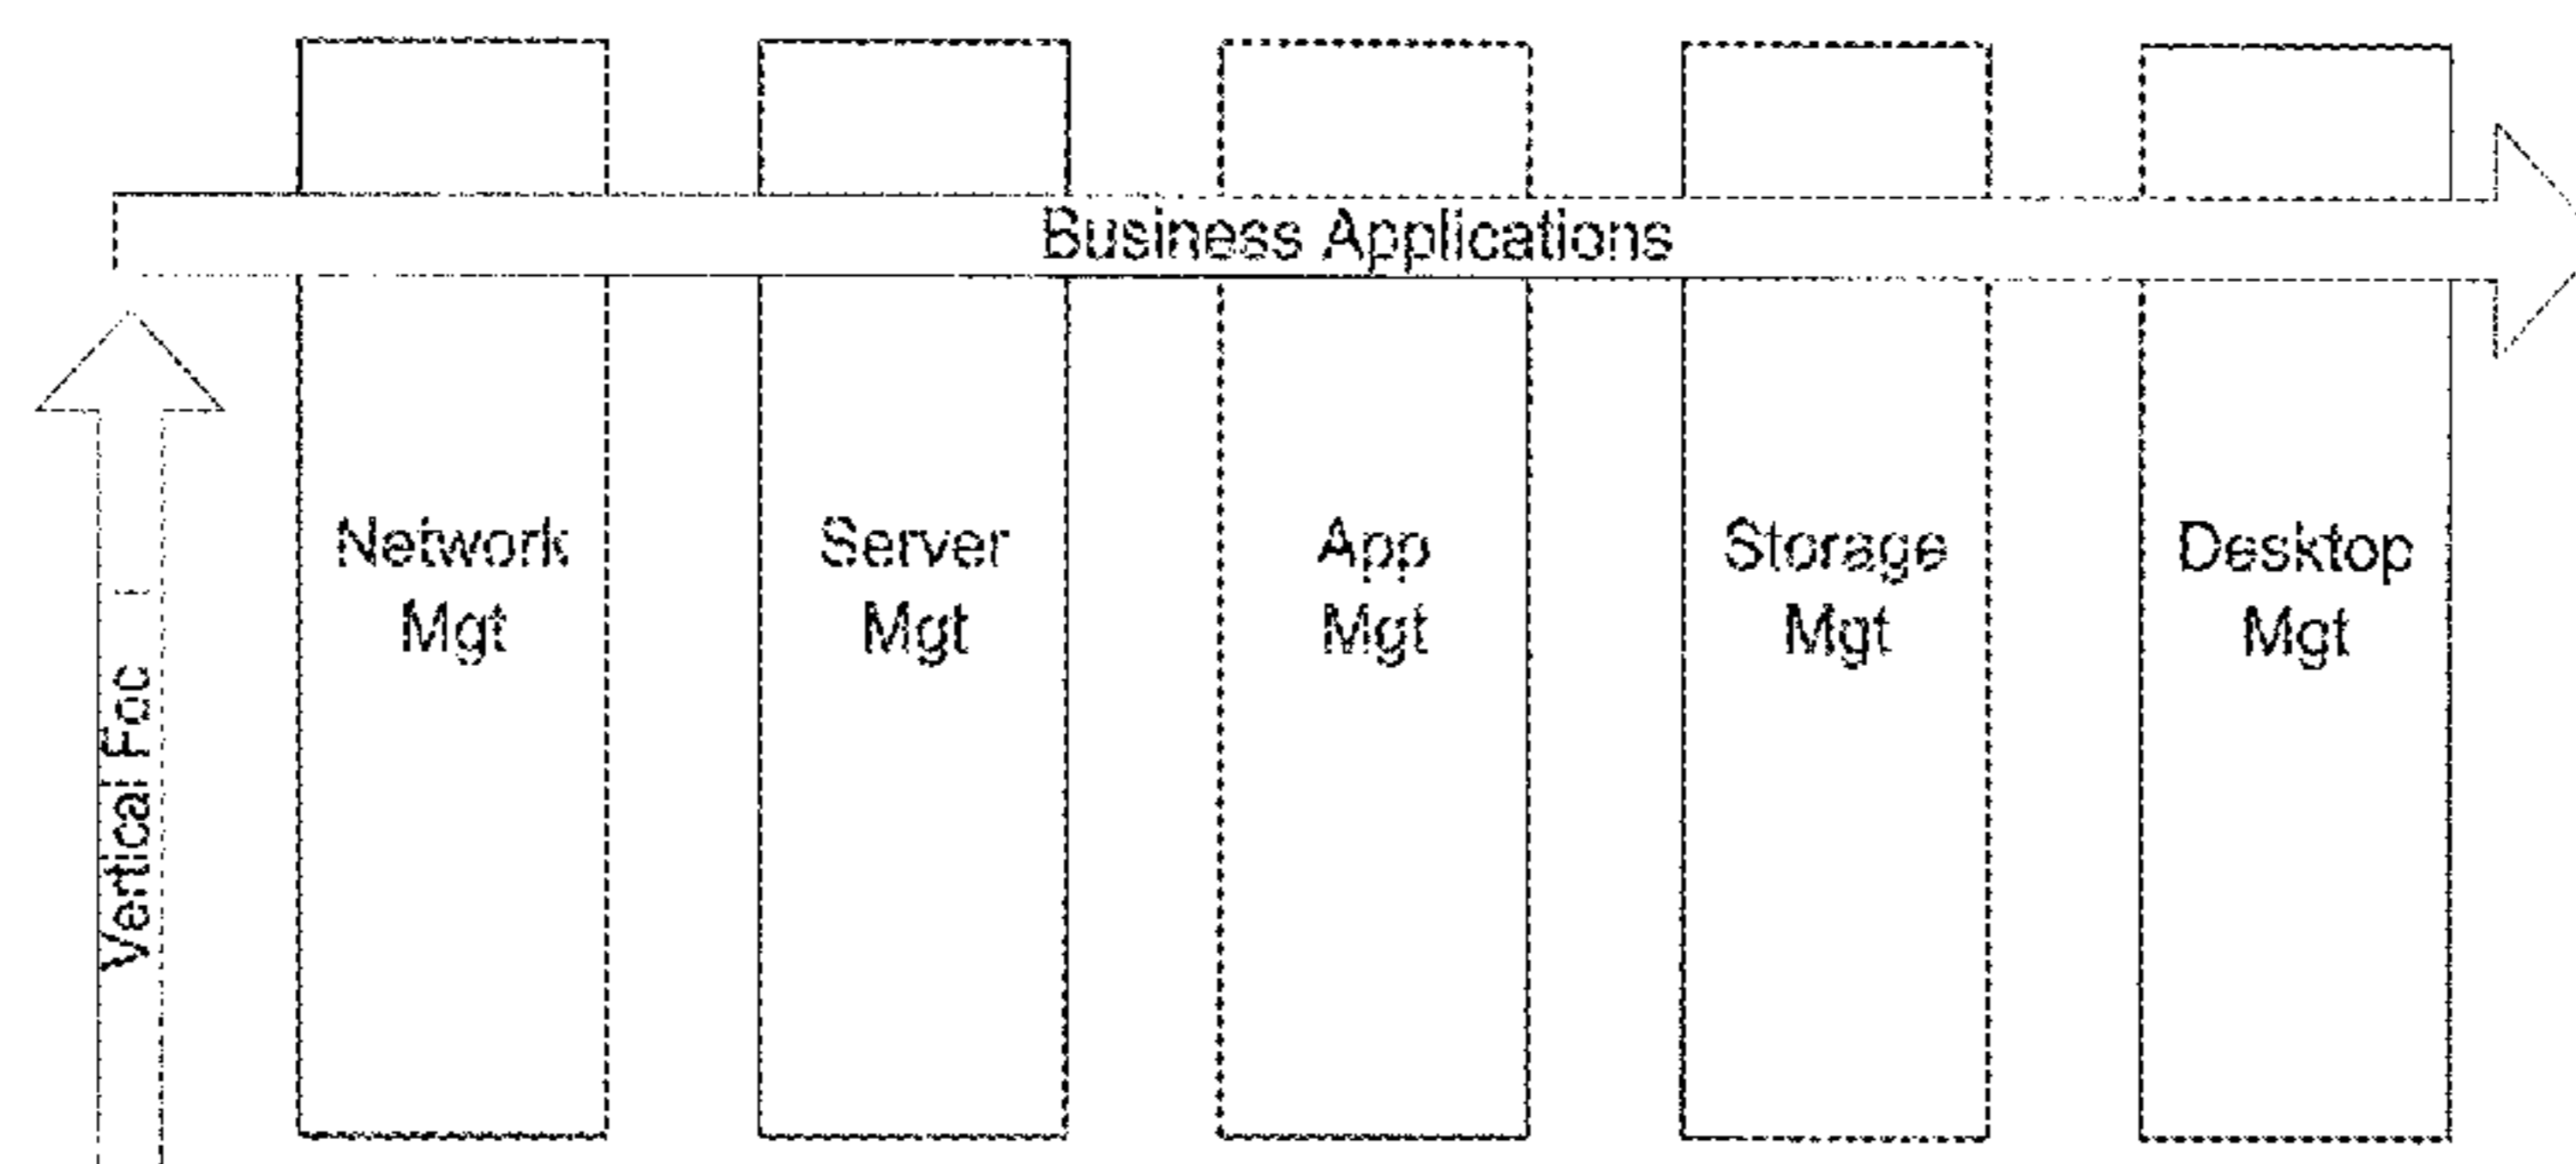 Business Applications
Network
Mgt
Server
Mgt
App
Mgt
Storage
Mgt
Desktop
Mgt
Vertical Foc